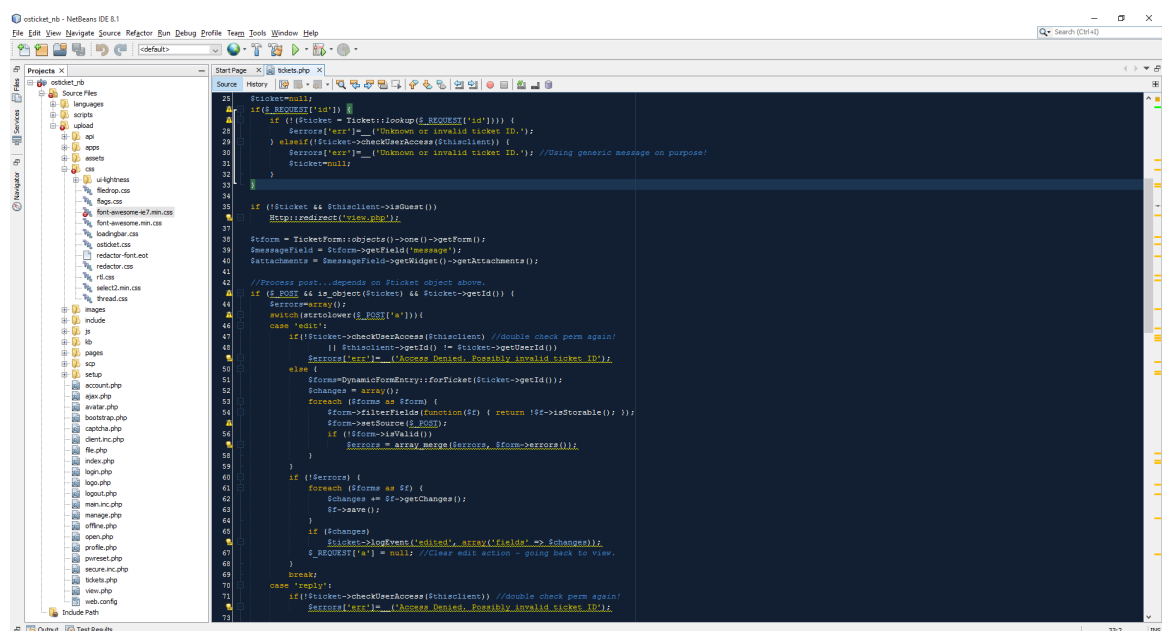 osticket_nb - NetBeans IDE 8.1
File Edit View Navigate Source Refactor Run Debug Profile Team Tools Window Help
Search (Ctrl+I)
<default>
Projects
Start Page
tickets.php
Source History
Files
Services
Navigator
osticket_nb
Source Files
languages
scripts
upload
api
apps
assets
css
ui-lightness
filedrop.css
flags.css
font-awesome-ie7.min.css
font-awesome.min.css
loadingbar.css
osticket.css
redactor-font.eot
redactor.css
rtl.css
select2.min.css
thread.css
images
include
js
kb
pages
scp
setup
account.php
ajax.php
avatar.php
bootstrap.php
captcha.php
client.inc.php
file.php
index.php
login.php
logo.php
logout.php
main.inc.php
manage.php
offline.php
open.php
profile.php
pwreset.php
secure.inc.php
tickets.php
view.php
web.config
Include Path
25 $ticket=null;
if($_REQUEST['id']) {
if (!($ticket = Ticket::lookup($_REQUEST['id']))) {
28 $errors['err']=__('Unknown or invalid ticket ID.');
29 } elseif(!$ticket->checkUserAccess($thisclient)) {
30 $errors['err']=__('Unknown or invalid ticket ID.'); //Using generic message on purpose!
31 $ticket=null;
32 }
33 }
34
35 if (!$ticket && $thisclient->isGuest())
Http::redirect('view.php');
37
38 $tform = TicketForm::objects()->one()->getForm();
39 $messageField = $tform->getField('message');
40 $attachments = $messageField->getWidget()->getAttachments();
41
42 //Process post...depends on $ticket object above.
if ($_POST && is_object($ticket) && $ticket->getId()) {
44 $errors=array();
switch(strtolower($_POST['a'])){
46 case 'edit':
47 if(!$ticket->checkUserAccess($thisclient) //double check perm again!
48 || $thisclient->getId() != $ticket->getUserId())
$errors['err']=__('Access Denied. Possibly invalid ticket ID');
50 else {
51 $forms=DynamicFormEntry::forTicket($ticket->getId());
52 $changes = array();
53 foreach ($forms as $form) {
54 $form->filterFields(function($f) { return !$f->isStorable(); });
$form->setSource($_POST);
56 if (!$form->isValid())
$errors = array_merge($errors, $form->errors());
58 }
59 }
60 if (!$errors) {
61 foreach ($forms as $f) {
62 $changes += $f->getChanges();
63 $f->save();
64 }
65 if ($changes)
$ticket->logEvent('edited', array('fields' => $changes));
67 $_REQUEST['a'] = null; //Clear edit action - going back to view.
68 }
69 break;
70 case 'reply':
71 if(!$ticket->checkUserAccess($thisclient)) //double check perm again!
$errors['err']=__('Access Denied. Possibly invalid ticket ID');
73
Output Test Results
33:2 INS